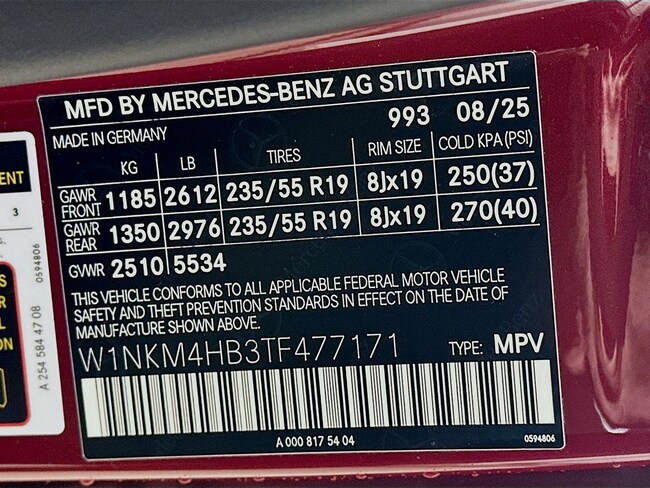 MFD BY MERCEDES-BENZ AG STUTTGART
993 08/25
MADE IN GERMANY
KG LB TIRES RIM SIZE COLD KPA (PSI)
GAWR FRONT 1185 2612 235/55 R19 8Jx19 250(37)
GAWR REAR 1350 2976 235/55 R19 8Jx19 270(40)
GVWR 2510 5534
THIS VEHICLE CONFORMS TO ALL APPLICABLE FEDERAL MOTOR VEHICLE
SAFETY AND THEFT PREVENTION STANDARDS IN EFFECT ON THE DATE OF
MANUFACTURE SHOWN ABOVE.
W1NKM4HB3TF477171 TYPE: MPV
A 000 817 54 04
0594806
3
A 254 584 47 08 0594806